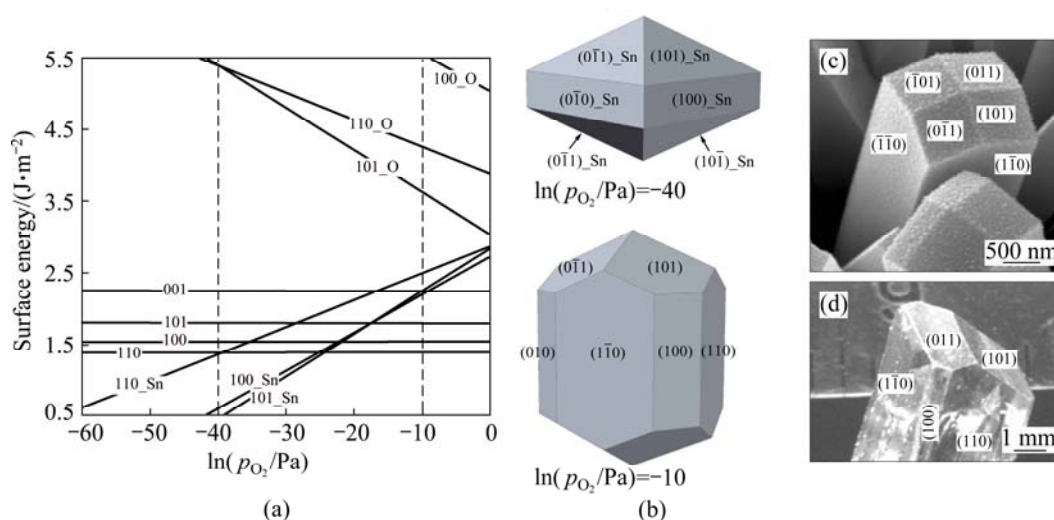 5.5
4.5
3.5
2.5
1.5
0.5
Surface energy/(J·m⁻²)
100_O
110_O
101_O
001
101
100
110
110_Sn
100_Sn
101_Sn
−60 −50 −40 −30 −20 −10 0
ln(p_O₂/Pa)
(a)
(01̄1)_Sn (101)_Sn
(01̄0)_Sn (100)_Sn
(01̄1)_Sn (101̄)_Sn
ln(p_O₂/Pa)=−40
(01̄1) (101)
(010) (11̄0) (100) (110)
ln(p_O₂/Pa)=−10
(b)
(c)
(1̄01) (011)
(101)
(01̄1)
(1̄1̄0)
(11̄0)
500 nm
(d)
(011)
(101)
(11̄0)
(100)
(110)
1 mm